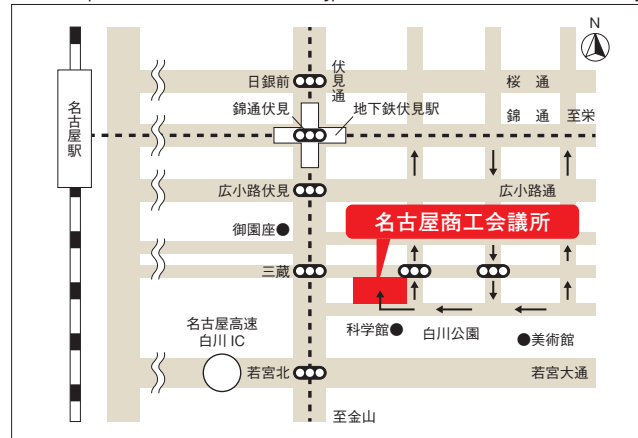 N
日銀前
伏見通
桜 通
錦通伏見
地下鉄伏見駅
錦 通
至栄
名古屋駅
広小路伏見
広小路通
御園座
名古屋商工会議所
三蔵
科学館
白川公園
美術館
名古屋高速
白川 IC
若宮北
若宮大通
至金山